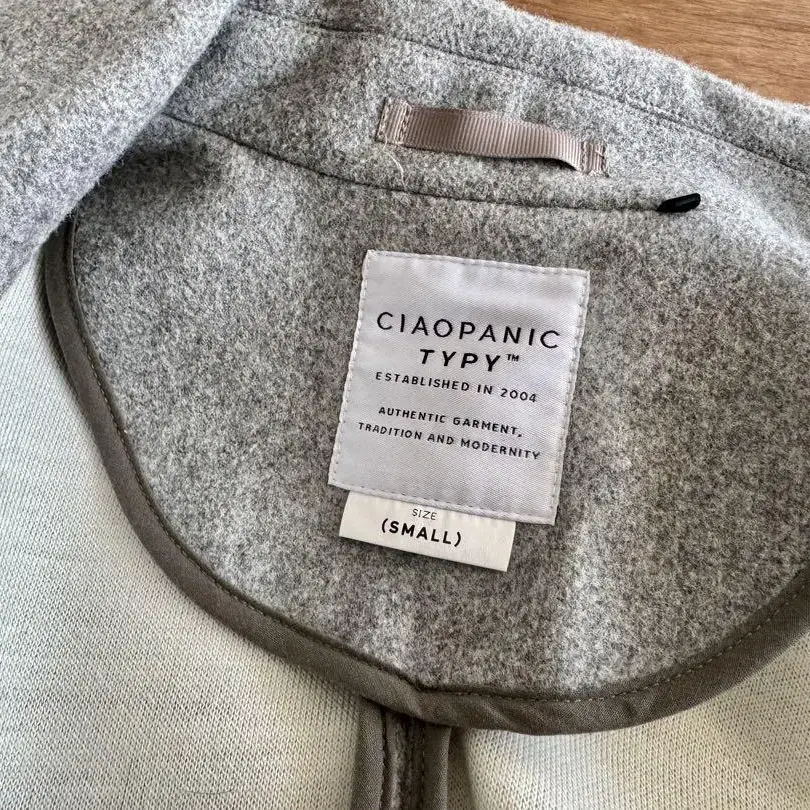 CIAOPANIC
TYPY™
ESTABLISHED IN 2004
AUTHENTIC GARMENT,
TRADITION AND MODERNITY
SIZE
(SMALL)